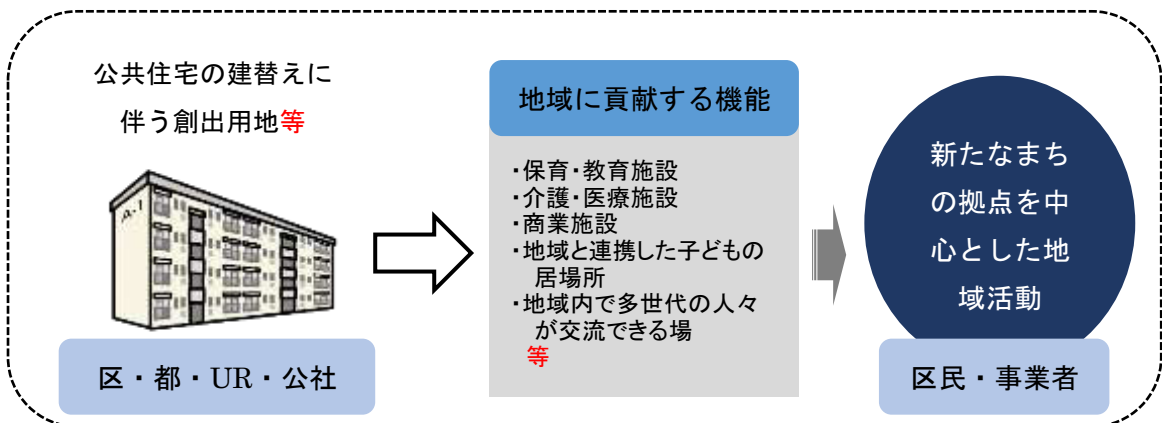 公共住宅の建替えに
伴う創出用地等
A-1
区・都・UR・公社
地域に貢献する機能
・保育・教育施設
・介護・医療施設
・商業施設
・地域と連携した子どもの
居場所
・地域内で多世代の人々
が交流できる場
等
新たなまち
の拠点を中
心とした地
域活動
区民・事業者